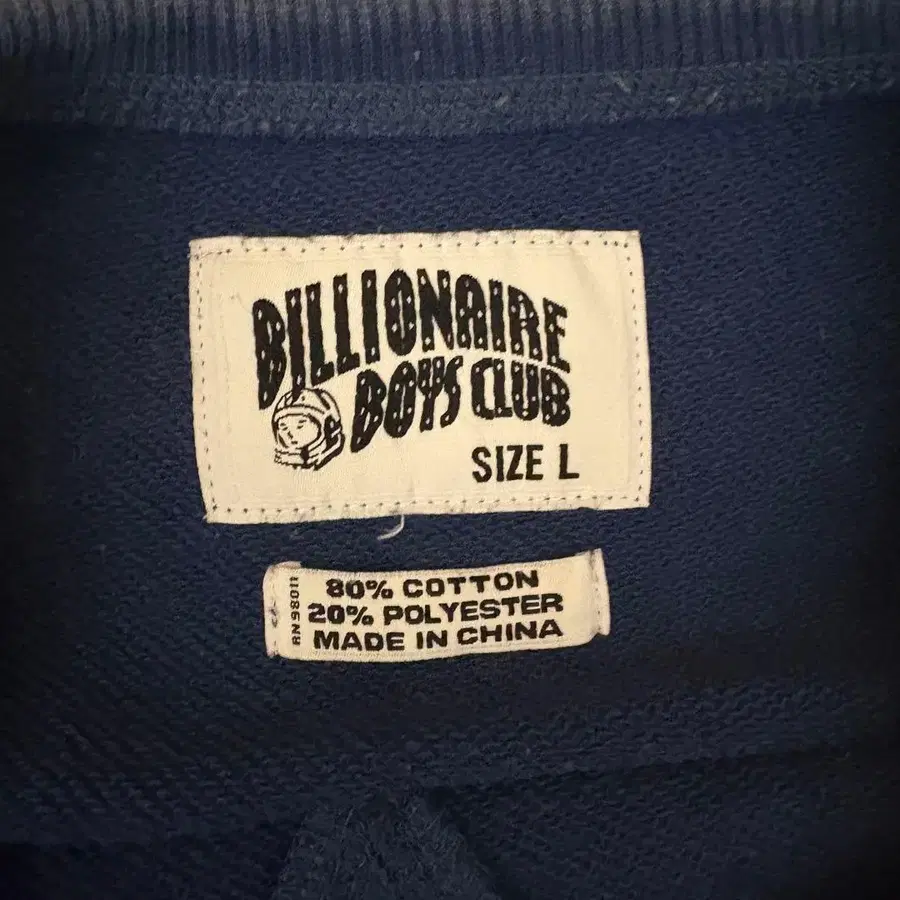 BILLIONAIRE
BOYS CLUB
SIZE L
80% COTTON
20% POLYESTER
MADE IN CHINA
RN 98011